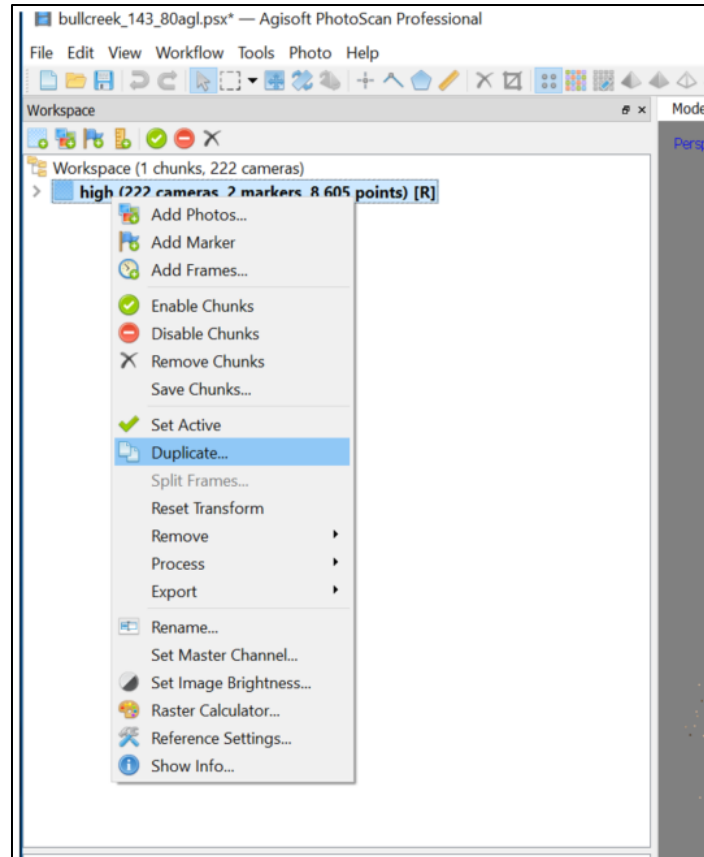 bullcreek_143_80agl.psx* — Agisoft PhotoScan Professional
File Edit View Workflow Tools Photo Help
Workspace
Mode
Persp
Workspace (1 chunks, 222 cameras)
high (222 cameras, 2 markers, 8 605 points) [R]
Add Photos...
Add Marker
Add Frames...
Enable Chunks
Disable Chunks
Remove Chunks
Save Chunks...
Set Active
Duplicate...
Split Frames...
Reset Transform
Remove
Process
Export
Rename...
Set Master Channel...
Set Image Brightness...
Raster Calculator...
Reference Settings...
Show Info...